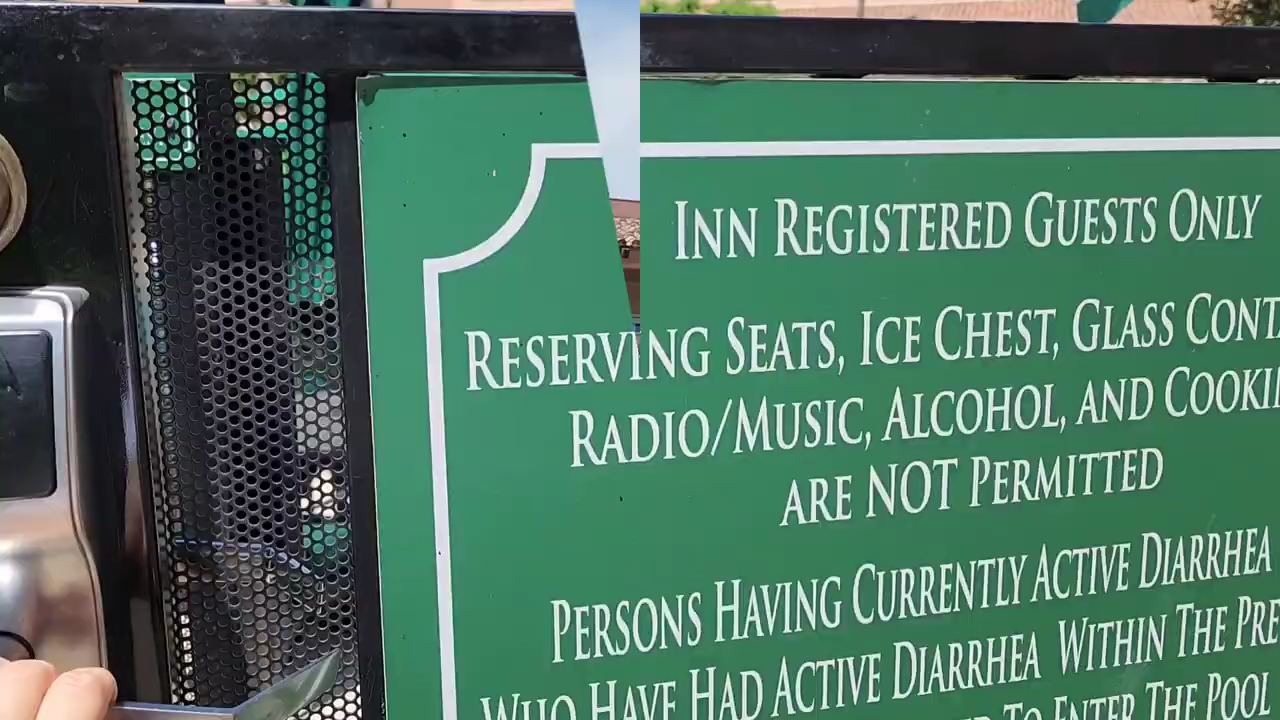 INN REGISTERED GUESTS ONLY
RESERVING SEATS, ICE CHEST, GLASS CONT
RADIO/MUSIC, ALCOHOL, AND COOKI
ARE NOT PERMITTED
PERSONS HAVING CURRENTLY ACTIVE DIARRHEA
WHO HAVE HAD ACTIVE DIARRHEA WITHIN THE PRE
TO ENTER THE POOL